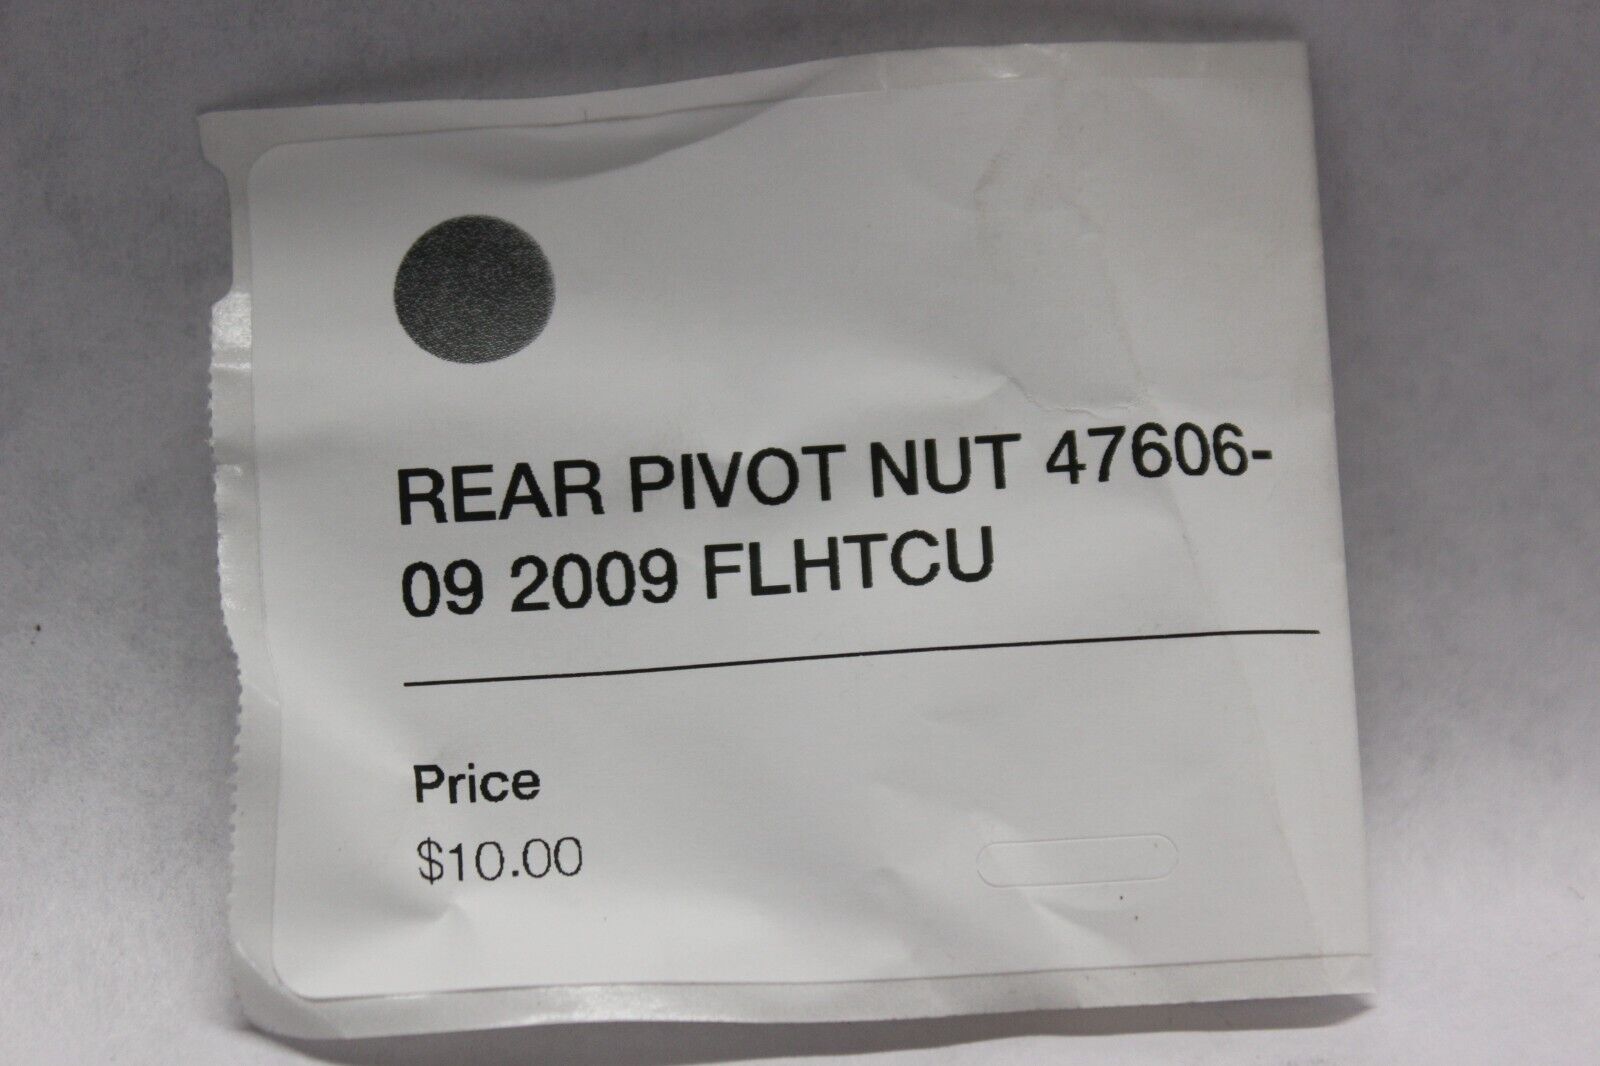 REAR PIVOT NUT 47606-
09 2009 FLHTCU
Price
$10.00